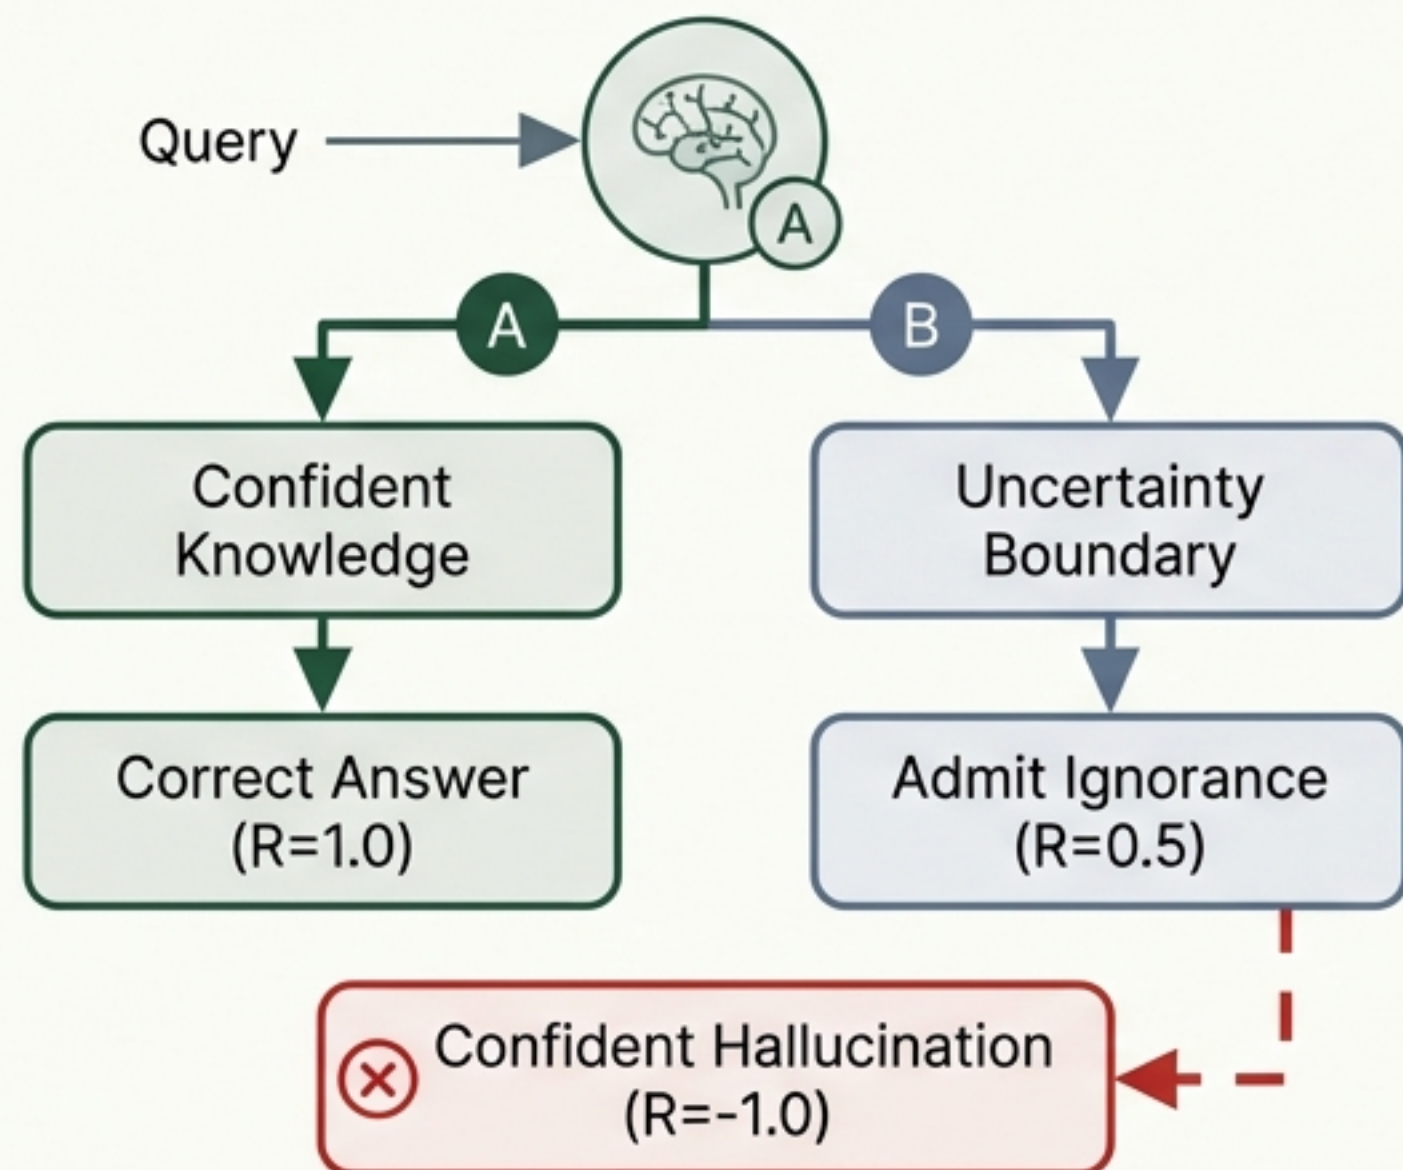 Query
A
A
B
Confident
Knowledge
Uncertainty
Boundary
Correct Answer
(R=1.0)
Admit Ignorance
(R=0.5)
Confident Hallucination
(R=-1.0)